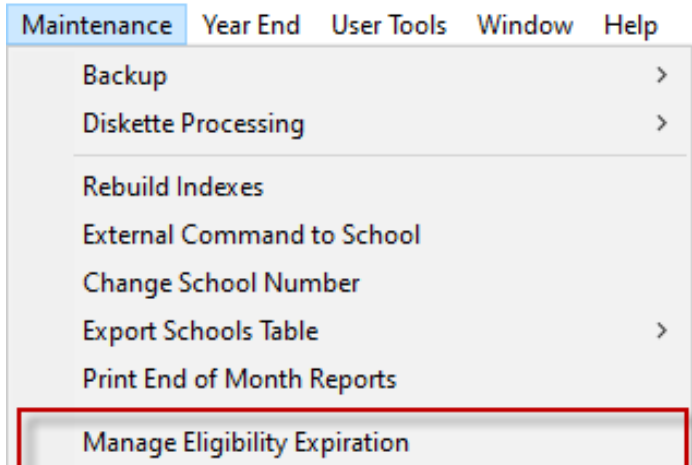 Maintenance Year End User Tools Window Help
Backup >
Diskette Processing >
Rebuild Indexes
External Command to School
Change School Number
Export Schools Table >
Print End of Month Reports
Manage Eligibility Expiration